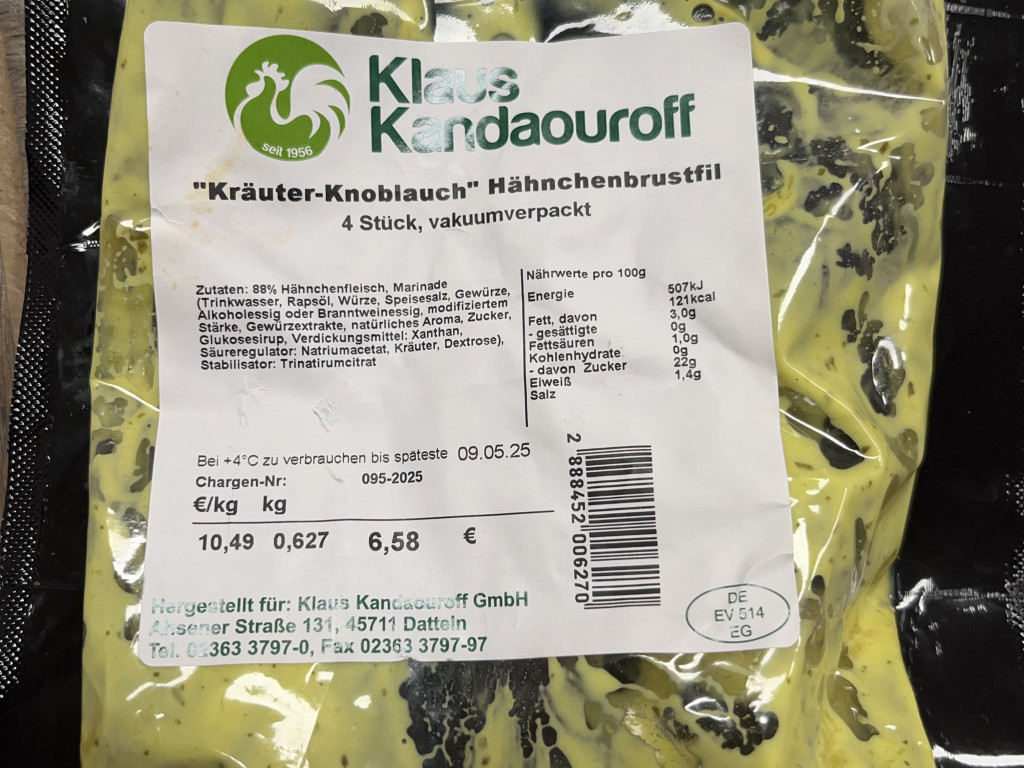 seit 1956
Klaus
Kandaouroff
"Kräuter-Knoblauch" Hähnchenbrustfil
4 Stück, vakuumverpackt
Zutaten: 88% Hähnchenfleisch, Marinade
(Trinkwasser, Rapsöl, Würze, Speisesalz, Gewürze,
Alkoholessig oder Branntweinessig, modifiziertem
Stärke, Gewürzextrakte, natürliches Aroma, Zucker,
Glukosesirup, Verdickungsmittel: Xanthan,
Säureregulator: Natriumacetat, Kräuter, Dextrose),
Stabilisator: Trinatirumcitrat
Nährwerte pro 100g
Energie 507kJ
121kcal
Fett, davon 3,0g
- gesättigte 0g
Fettsäuren
Kohlenhydrate 1,0g
- davon Zucker 0g
Eiweiß 22g
Salz 1,4g
Bei +4°C zu verbrauchen bis späteste 09.05.25
Chargen-Nr: 095-2025
€/kg kg
10,49 0,627 6,58 €
2 888452 006270
Hergestellt für: Klaus Kandaouroff GmbH
Ahsener Straße 131, 45711 Datteln
Tel. 02363 3797-0, Fax 02363 3797-97
DE
EV 514
EG